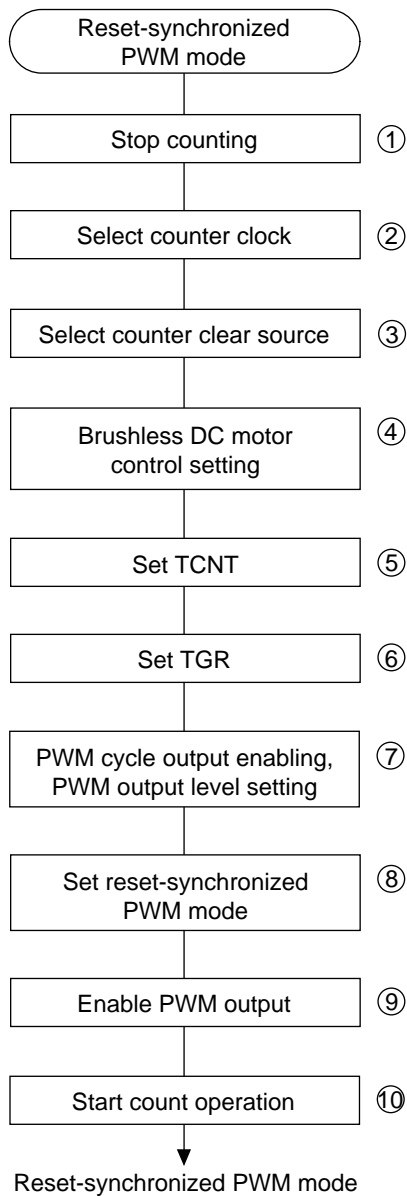 Reset-synchronized
PWM mode
Stop counting ①
Select counter clock ②
Select counter clear source ③
Brushless DC motor ④
control setting
Set TCNT ⑤
Set TGR ⑥
PWM cycle output enabling, ⑦
PWM output level setting
Set reset-synchronized ⑧
PWM mode
Enable PWM output ⑨
Start count operation ⑩
Reset-synchronized PWM mode